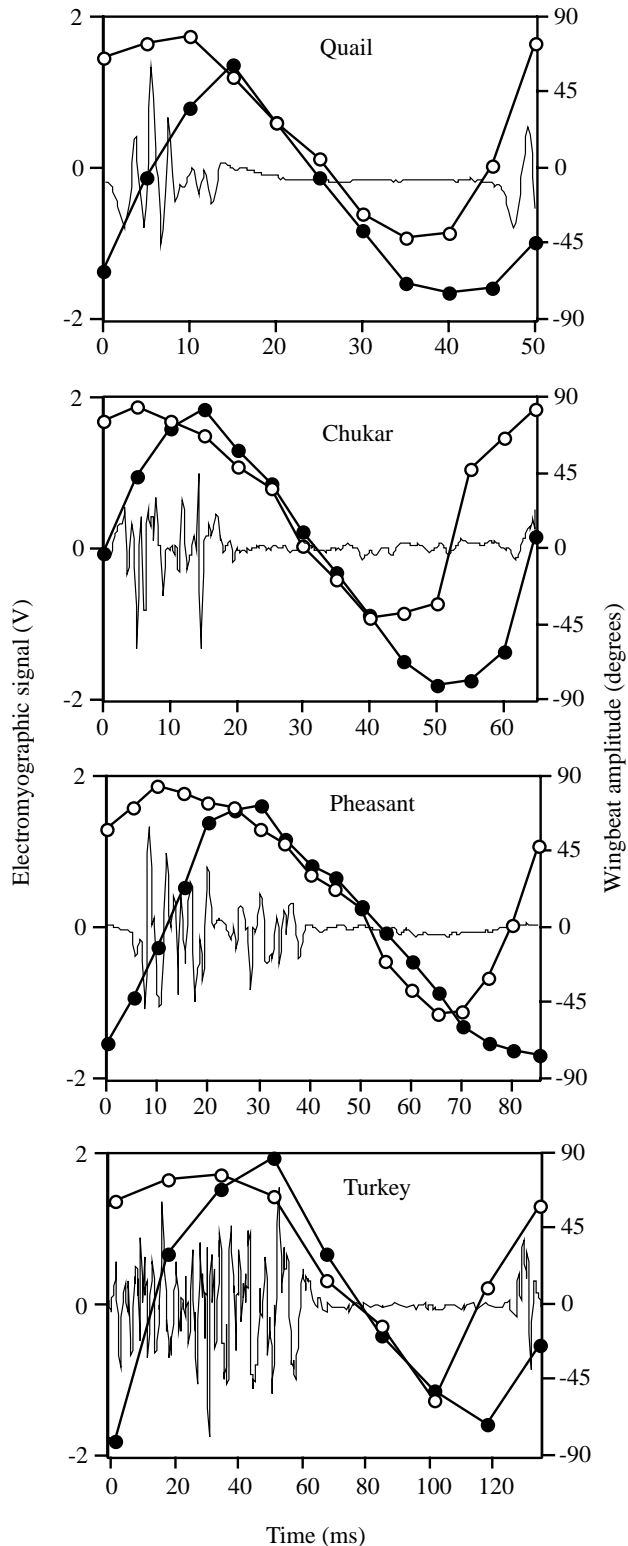 2
90
Quail
45
0
0
-45
-2
-90
0 10 20 30 40 50
2
90
Chukar
45
0
0
-45
-2
-90
0 10 20 30 40 50 60
Electromyographic signal (V)
Wingbeat amplitude (degrees)
2
90
Pheasant
45
0
0
-45
-2
-90
0 10 20 30 40 50 60 70 80
2
90
Turkey
45
0
0
-45
-2
-90
0 20 40 60 80 100 120
Time (ms)